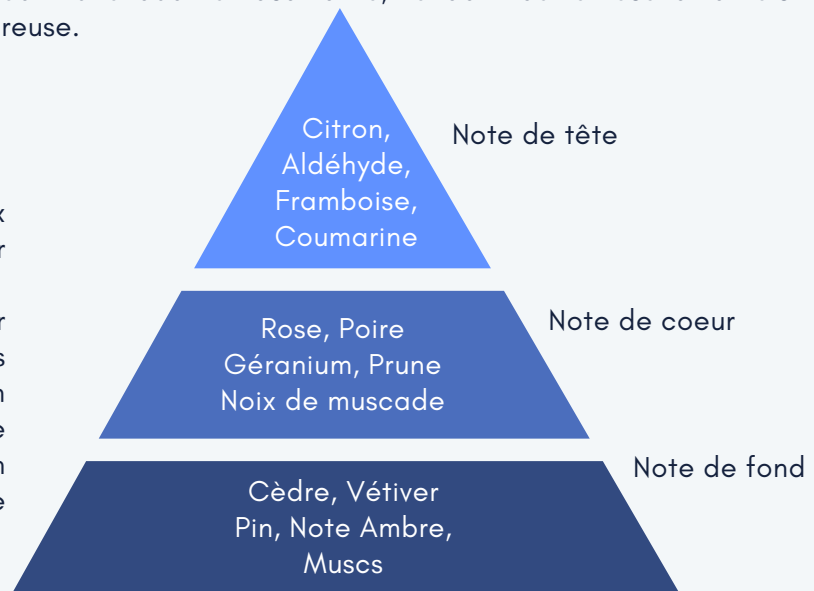 reuse.
Citron,
Aldéhyde,
Framboise,
Coumarine
Note de tête
x
r
Rose, Poire
Géranium, Prune
Noix de muscade
Note de coeur
r
s
n
e
n
e
Cèdre, Vétiver
Pin, Note Ambre,
Muscs
Note de fond